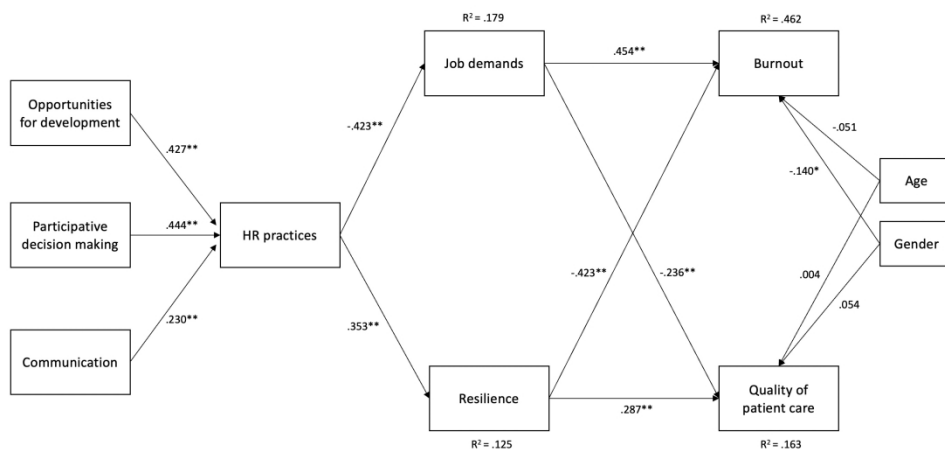 R² = .179
R² = .462
Job demands
.454**
Burnout
Opportunities
for development
.427**
-.423**
-.051
-.140*
Age
Participative
decision making
.444**
HR practices
Gender
-.423**
-.236**
.004
.054
Communication
.230**
.353**
Resilience
.287**
Quality of
patient care
R² = .125
R² = .163